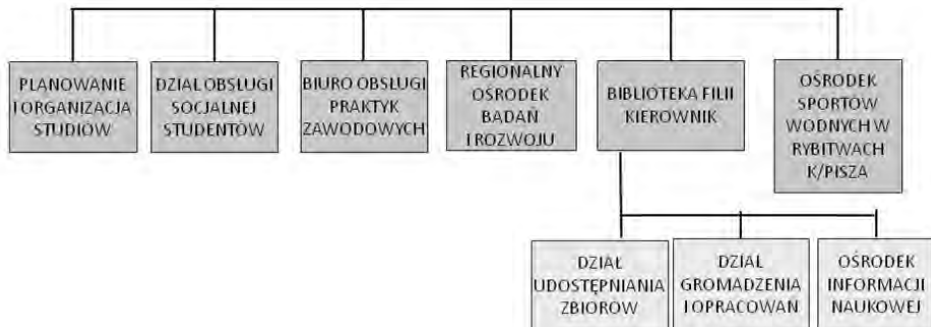 PLANOWANIE
I ORGANIZACJA
STUDIÓW
DZIAŁ OBSŁUGI
SOCJALNEJ
STUDENTÓW
BIURO OBSŁUGI
PRAKTYK
ZAWODOWYCH
REGIONALNY
OŚRODEK
BADAŃ
I ROZWOJU
BIBLIOTEKA FILII
KIEROWNIK
OŚRODEK
SPORTÓW
WODNYCH W
RYBITWACH
K/PISZA
DZIAŁ
UDOSTĘPNIANIA
ZBIORÓW
DZIAŁ
GROMADZENIA
I OPRACOWAŃ
OŚRODEK
INFORMACJI
NAUKOWEJ